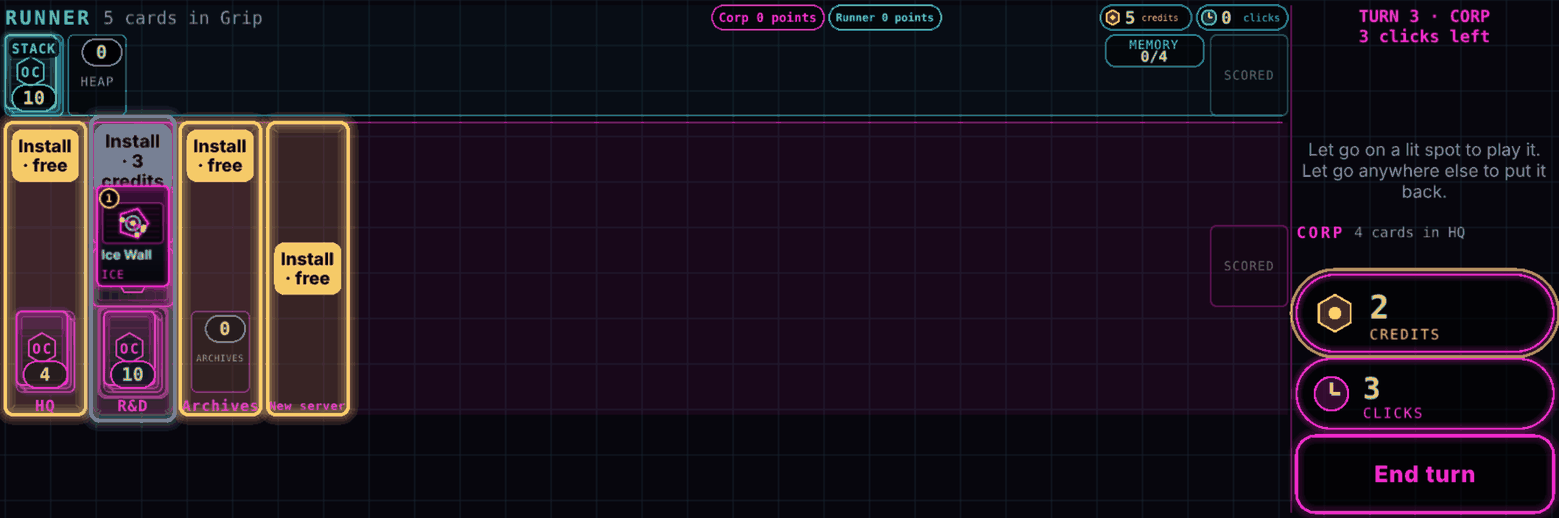 RUNNER 5 cards in Grip
Corp 0 points
Runner 0 points
5 credits
0 clicks
TURN 3 · CORP
3 clicks left
STACK
OC
10
0
HEAP
MEMORY
0/4
SCORED
Install
· free
Install
· 3
credits
Install
· free
Install
· free
1
Ice Wall
ICE
Let go on a lit spot to play it.
Let go anywhere else to put it
back.
CORP 4 cards in HQ
SCORED
2
CREDITS
3
CLICKS
End turn
OC
4
HQ
OC
10
R&D
0
ARCHIVES
Archives
New server